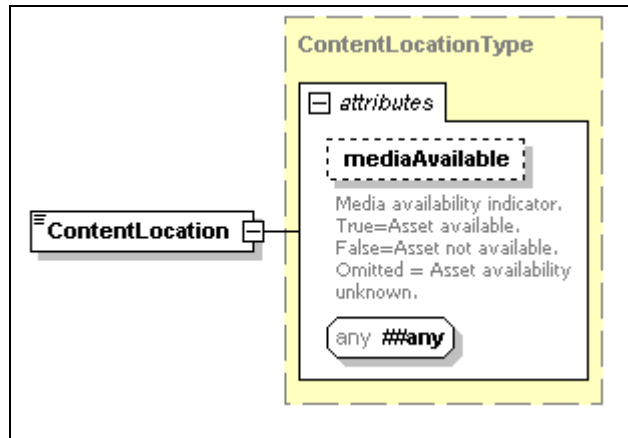 ContentLocationType
attributes
mediaAvailable
Media availability indicator.
True=Asset available.
False=Asset not available.
Omitted = Asset availability
unknown.
ContentLocation
any ##any